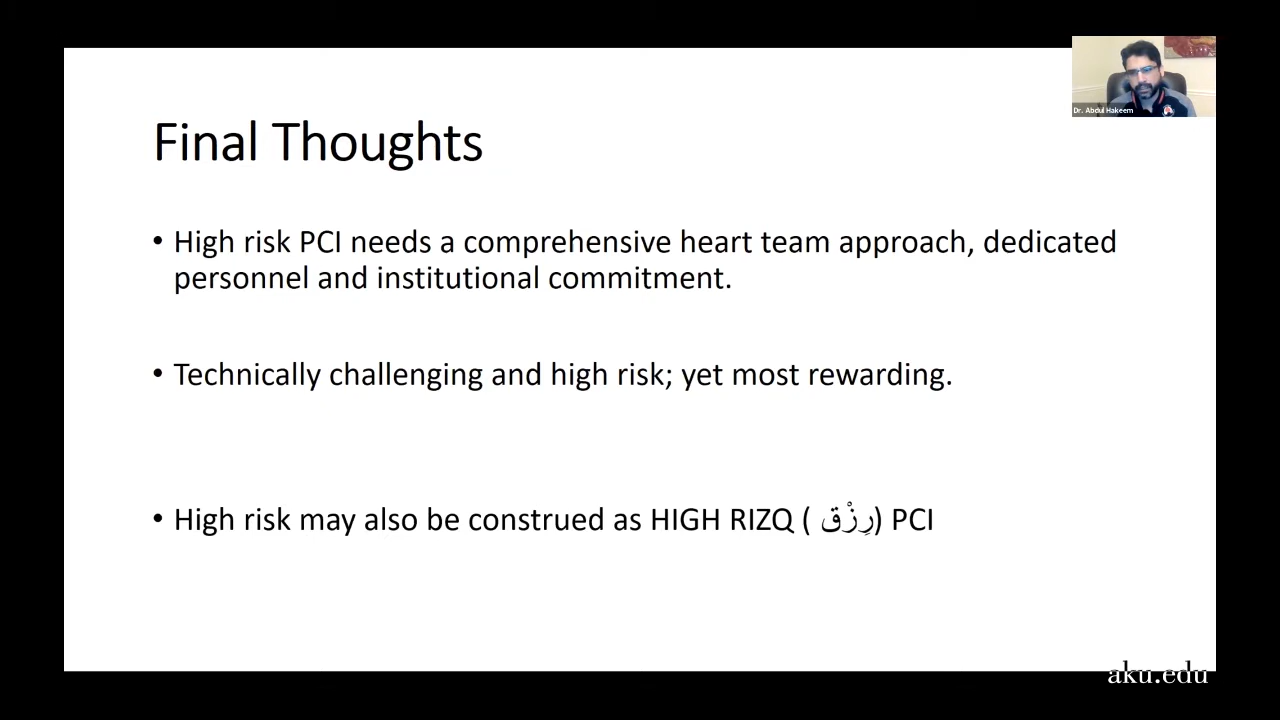 Dr. Abdul Hakeem
Final Thoughts
• High risk PCI needs a comprehensive heart team approach, dedicated
personnel and institutional commitment.
• Technically challenging and high risk; yet most rewarding.
• High risk may also be construed as HIGH RIZQ ( رِزْق) PCI
aku.edu